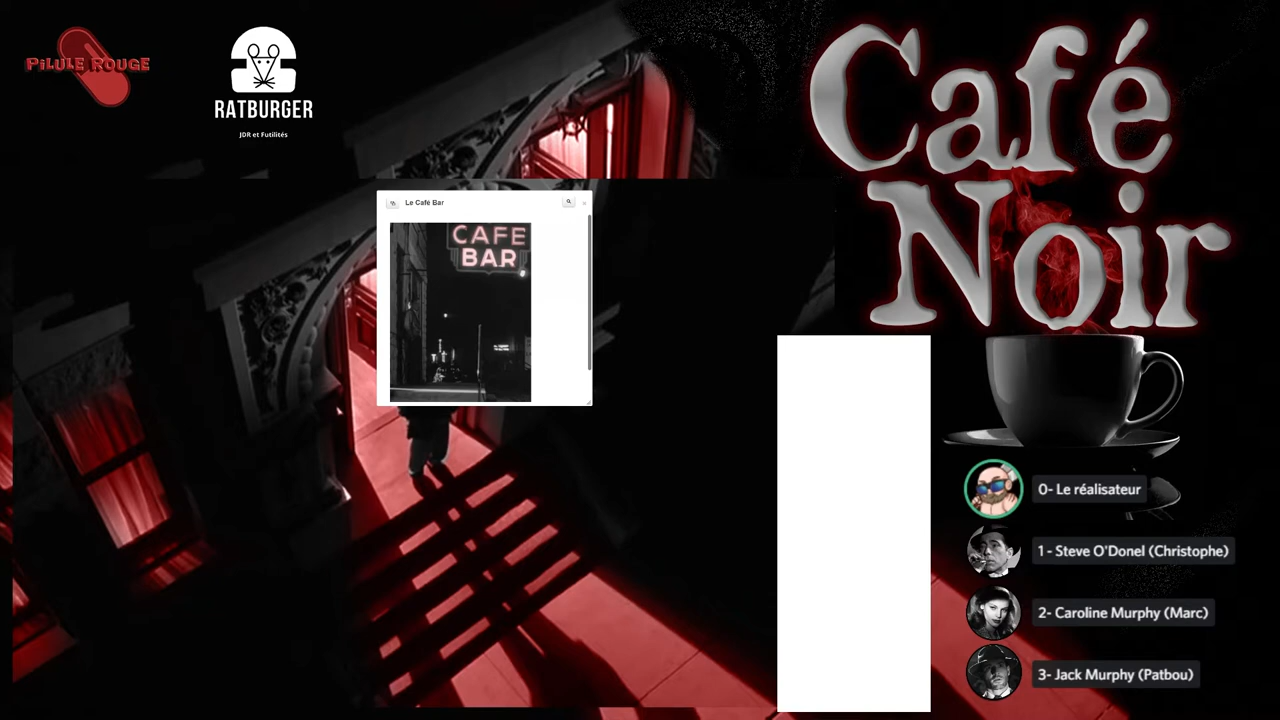 PiLULE ROUGE
RATBURGER
JDR et Futilités
Café
Noir
Le Café Bar
CAFE
BAR
0- Le réalisateur
1 - Steve O'Donel (Christophe)
2- Caroline Murphy (Marc)
3- Jack Murphy (Patbou)